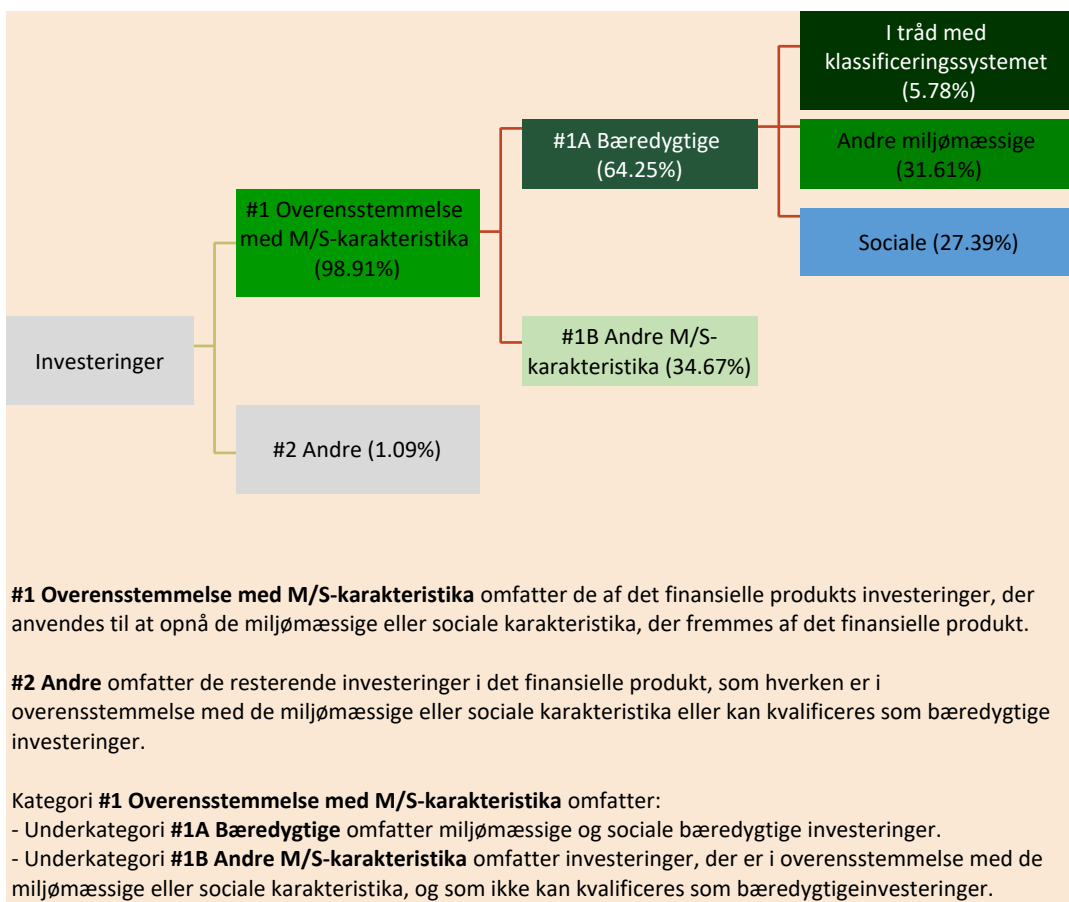 I tråd med
klassificeringssystemet
(5.78%)
#1A Bæredygtige
(64.25%)
Andre miljømæssige
(31.61%)
#1 Overensstemmelse
med M/S-karakteristika
(98.91%)
Sociale (27.39%)
Investeringer
#1B Andre M/S-
karakteristika (34.67%)
#2 Andre (1.09%)
#1 Overensstemmelse med M/S-karakteristika omfatter de af det finansielle produkts investeringer, der
anvendes til at opnå de miljømæssige eller sociale karakteristika, der fremmes af det finansielle produkt.
#2 Andre omfatter de resterende investeringer i det finansielle produkt, som hverken er i
overensstemmelse med de miljømæssige eller sociale karakteristika eller kan kvalificeres som bæredygtige
investeringer.
Kategori #1 Overensstemmelse med M/S-karakteristika omfatter:
- Underkategori #1A Bæredygtige omfatter miljømæssige og sociale bæredygtige investeringer.
- Underkategori #1B Andre M/S-karakteristika omfatter investeringer, der er i overensstemmelse med de
miljømæssige eller sociale karakteristika, og som ikke kan kvalificeres som bæredygtigeinvesteringer.